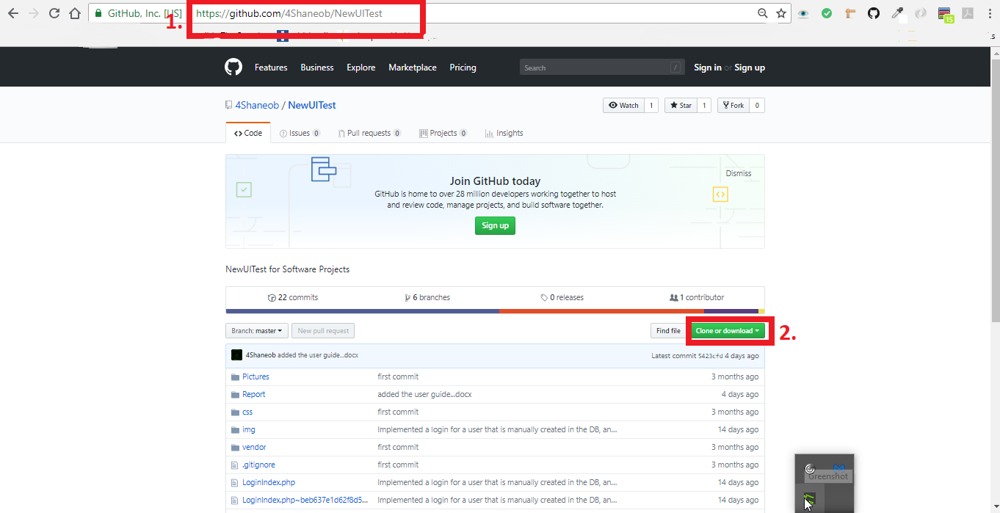 GitHub, Inc. [US]
https://github.com/4Shaneob/NewUITest
15
1.
Features Business Explore Marketplace Pricing
Search /
Sign in or Sign up
4Shaneob / NewUITest
Watch 1 Star 1 Fork 0
Code Issues 0 Pull requests 0 Projects 0 Insights
Dismiss
Join GitHub today
GitHub is home to over 28 million developers working together to host
and review code, manage projects, and build software together.
Sign up
NewUITest for Software Projects
22 commits 6 branches 0 releases 1 contributor
Branch: master New pull request Find file Clone or download 2.
4Shaneob added the user guide...docx Latest commit 5423cfd 4 days ago
Pictures first commit 3 months ago
Report added the user guide...docx 4 days ago
css first commit 3 months ago
img Implemented a login for a user that is manually created in the DB, an... 14 days ago
vendor first commit 3 months ago
.gitignore first commit 3 months ago
LoginIndex.php Implemented a login for a user that is manually created in the DB, an... 14 days ago
LoginIndex.php~beb637e1d62f8d5... Implemented a login for a user that is manually created in the DB, an... 14 days ago
Greenshot